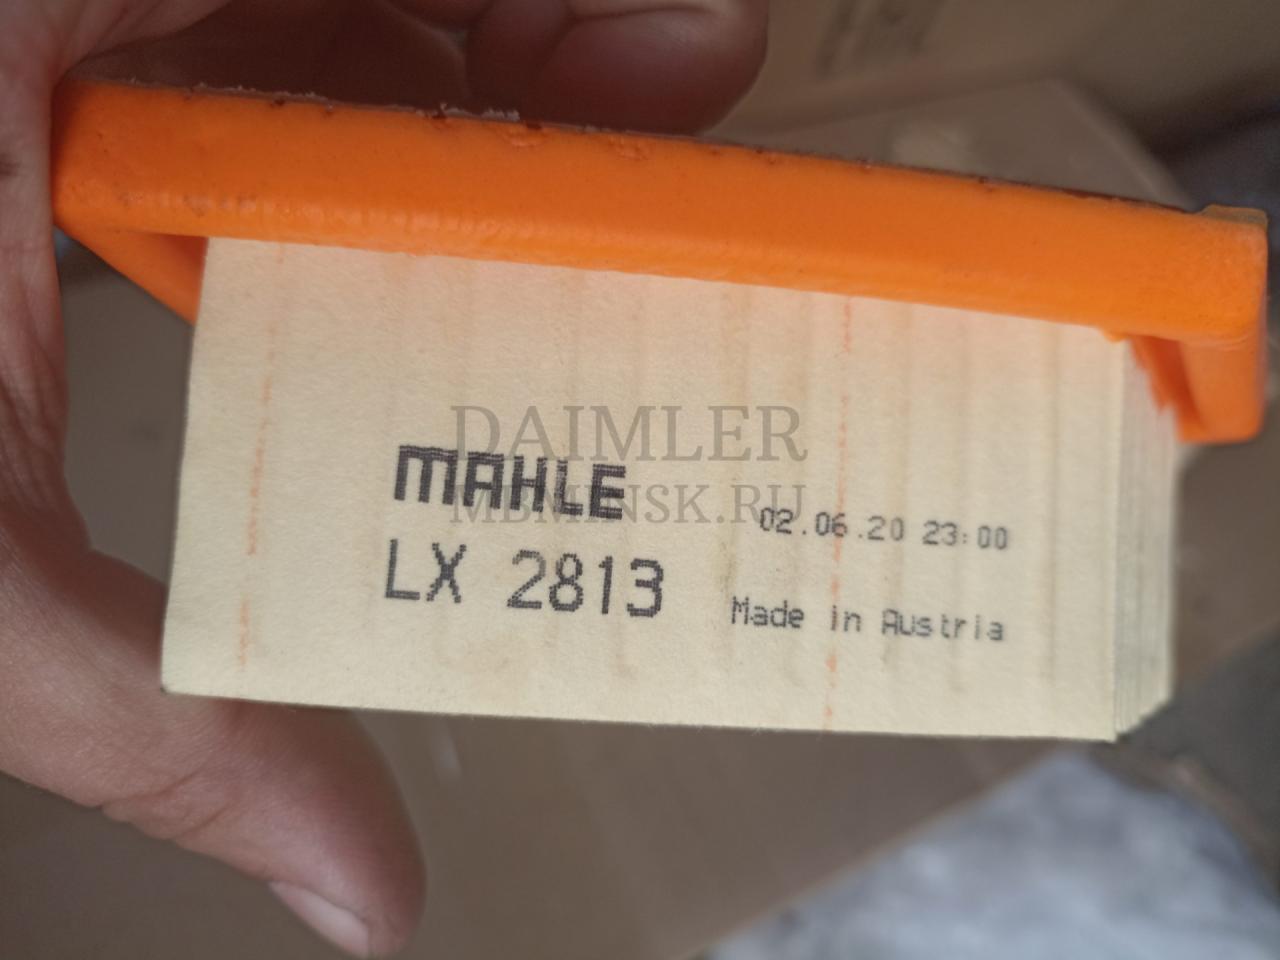 DAIMLER
MAHLE
MBMINSK.RU
02.06.20 23:00
LX 2813
Made in Austria